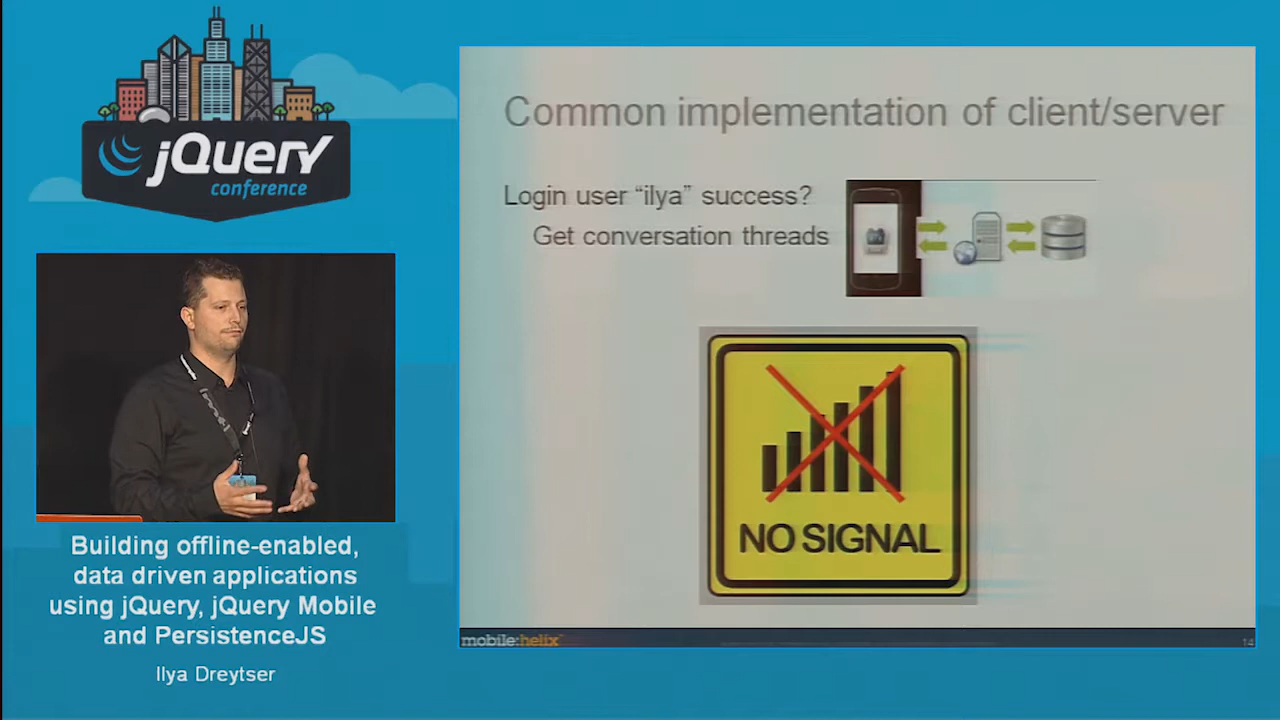 jQuery
conference
Building offline-enabled,
data driven applications
using jQuery, jQuery Mobile
and PersistenceJS
Ilya Dreytser
Common implementation of client/server
Login user “ilya” success?
Get conversation threads
NO SIGNAL
mobile:helix
14